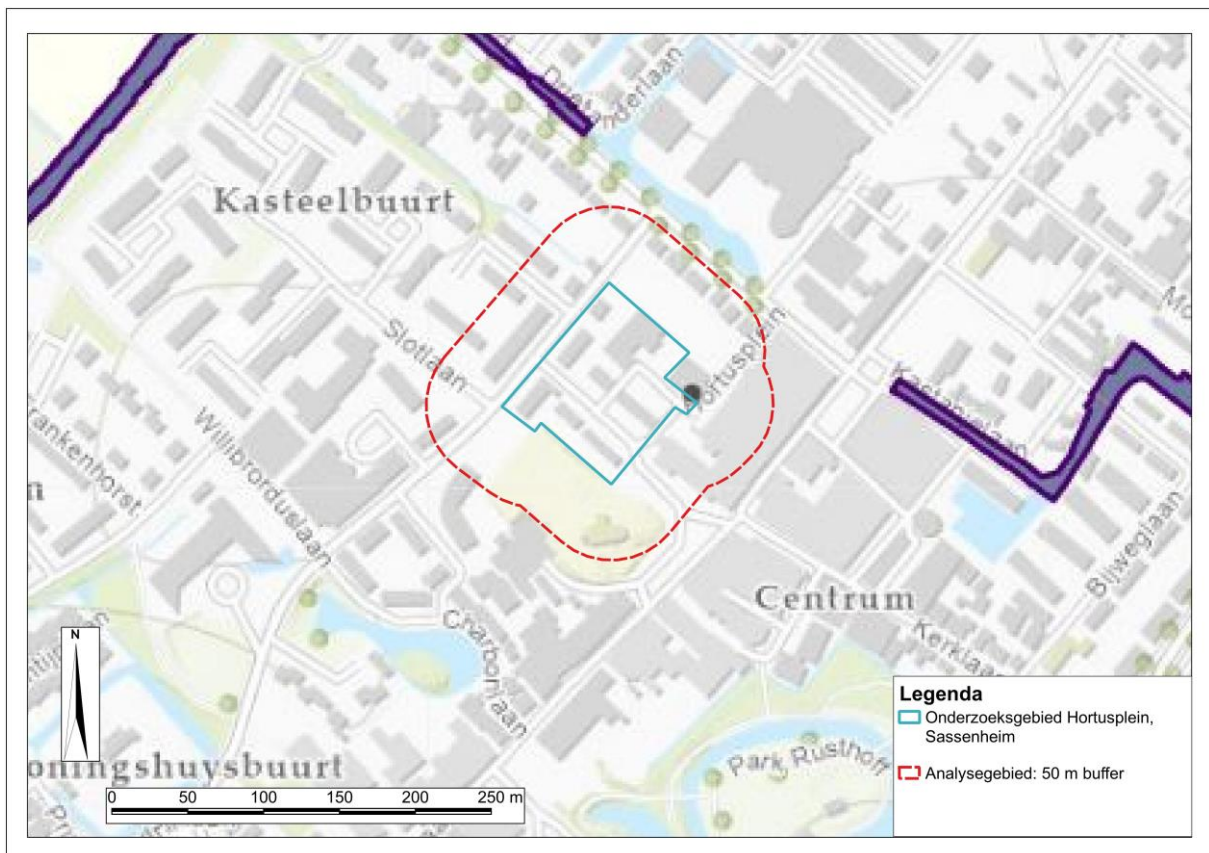 Kasteelbuurt
Slotlaan
Hortusplein
Kastanjelaan
Willibrorduslaan
Charbonlaan
Centrum
Bijweglaan
Kerklaan
Park Rusthoff
N
0 50 100 150 200 250 m
Legenda
Onderzoeksgebied Hortusplein,
Sassenheim
Analysegebied: 50 m buffer